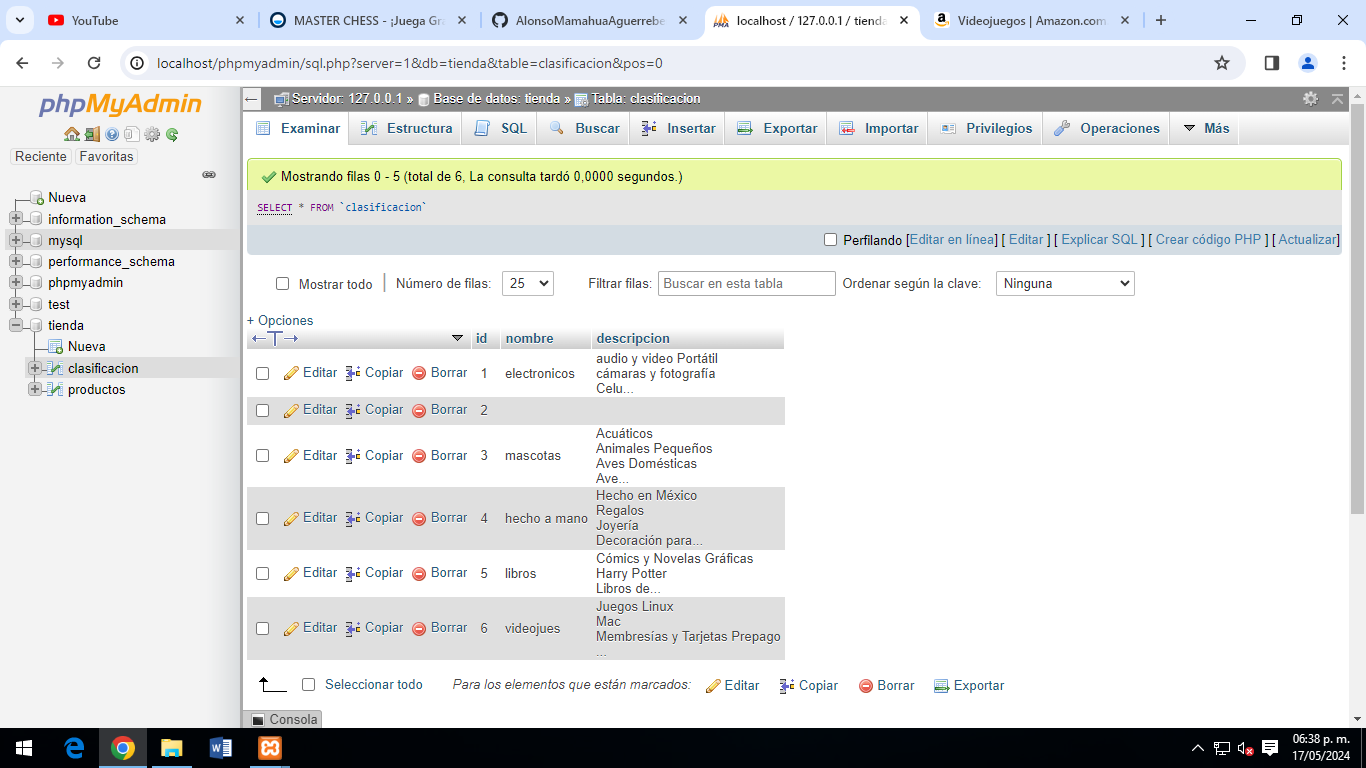 YouTube
MASTER CHESS - ¡Juega Gra
AlonsoMamahuaAguerrebe
localhost / 127.0.0.1 / tienda
Videojuegos | Amazon.com
localhost/phpmyadmin/sql.php?server=1&db=tienda&table=clasificacion&pos=0
phpMyAdmin
Reciente Favoritas
Nueva
information_schema
mysql
performance_schema
phpmyadmin
test
tienda
Nueva
clasificacion
productos
Servidor: 127.0.0.1 » Base de datos: tienda » Tabla: clasificacion
Examinar Estructura SQL Buscar Insertar Exportar Importar Privilegios Operaciones Más
Mostrando filas 0 - 5 (total de 6, La consulta tardó 0,0000 segundos.)
SELECT * FROM `clasificacion`
Perfilando [Editar en línea] [ Editar ] [ Explicar SQL ] [ Crear código PHP ] [ Actualizar]
Mostrar todo Número de filas: 25 Filtrar filas: Buscar en esta tabla Ordenar según la clave: Ninguna
+ Opciones
←T→ id nombre descripcion
Editar Copiar Borrar 1 electronicos audio y video Portátil
cámaras y fotografía
Celu...
Editar Copiar Borrar 2
Editar Copiar Borrar 3 mascotas Acuáticos
Animales Pequeños
Aves Domésticas
Ave...
Editar Copiar Borrar 4 hecho a mano Hecho en México
Regalos
Joyería
Decoración para...
Editar Copiar Borrar 5 libros Cómics y Novelas Gráficas
Harry Potter
Libros de...
Editar Copiar Borrar 6 videojues Juegos Linux
Mac
Membresías y Tarjetas Prepago
...
Seleccionar todo Para los elementos que están marcados: Editar Copiar Borrar Exportar
Consola
06:38 p. m.
17/05/2024